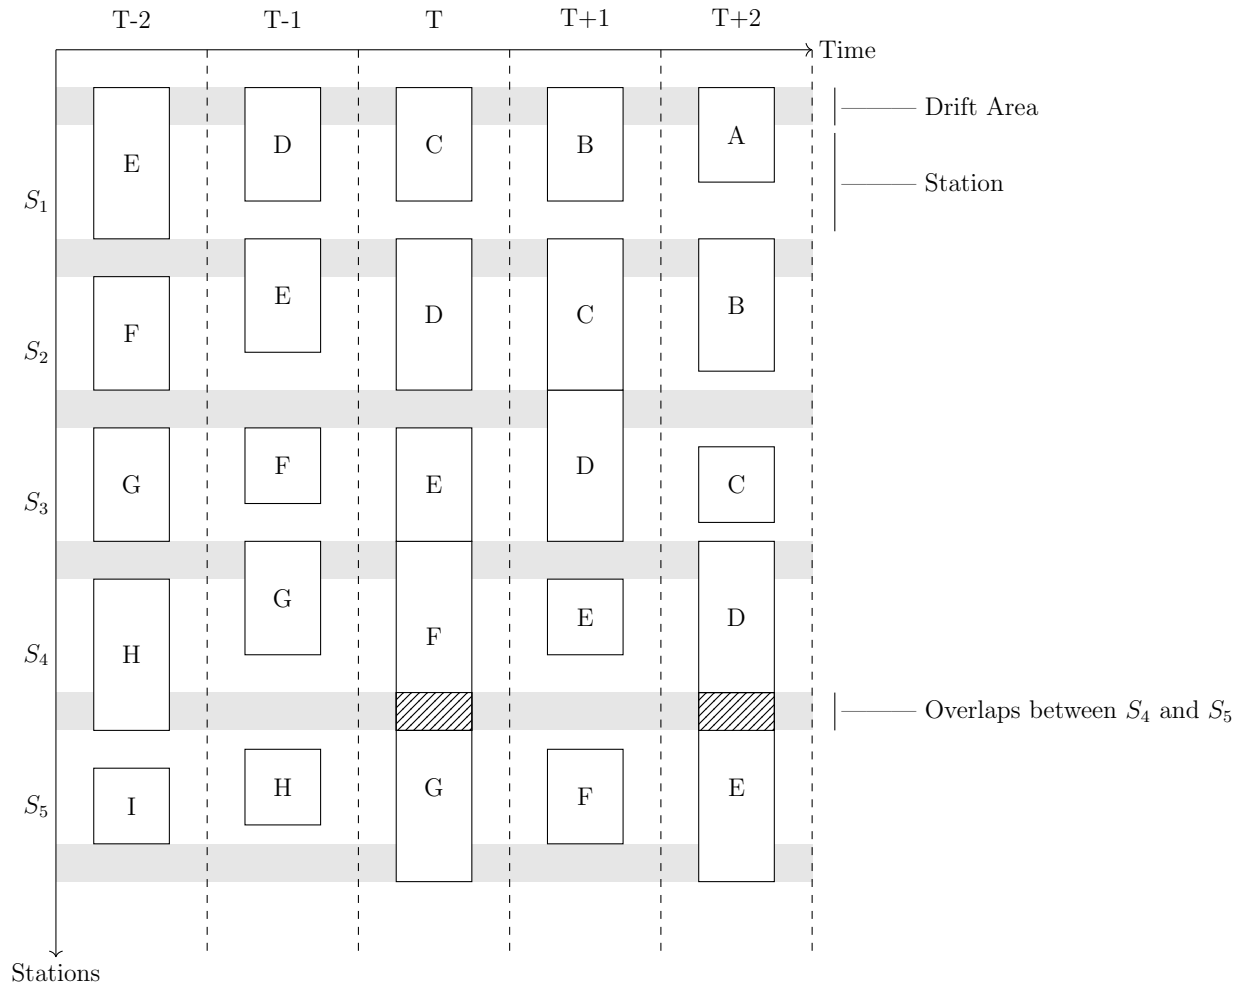 T-2 T-1 T T+1 T+2
Time
Drift Area
E D C B A
Station
S1
E D C B
F
S2
F E D C
G
S3
G E D
H F
S4
Overlaps between S4 and S5
H G F E
I
S5
Stations